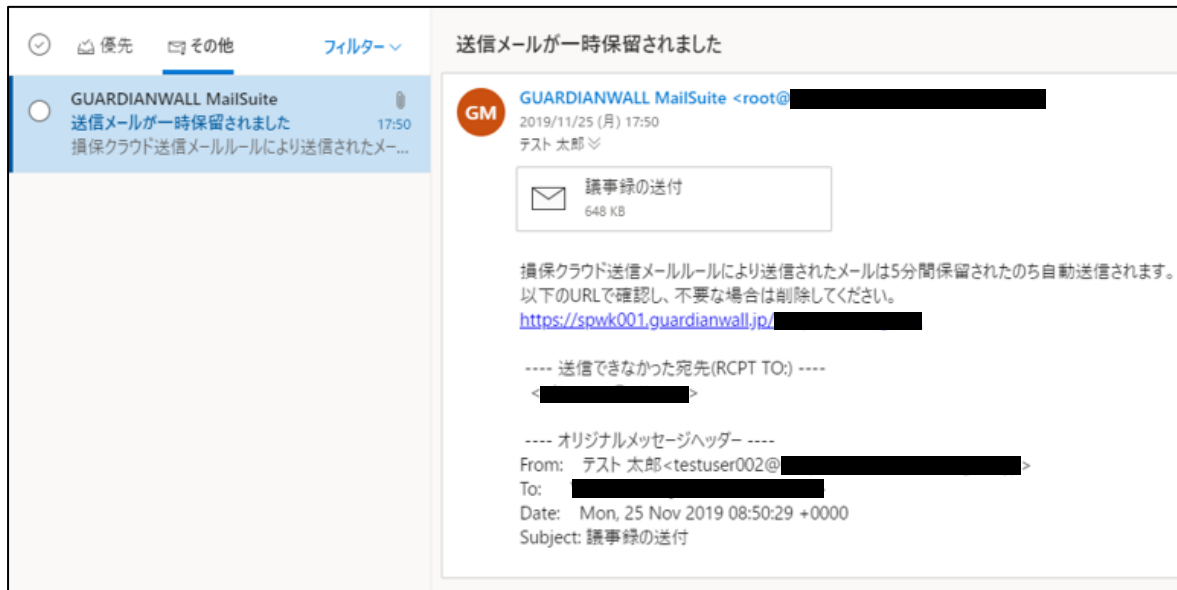 優先 その他 フィルター
GUARDIANWALL MailSuite
送信メールが一時保留されました 17:50
損保クラウド送信メールルールにより送信されたメー...
送信メールが一時保留されました
GM
GUARDIANWALL MailSuite <root@
2019/11/25 (月) 17:50
テスト 太郎
議事録の送付
648 KB
損保クラウド送信メールルールにより送信されたメールは5分間保留されたのち自動送信されます。
以下のURLで確認し、不要な場合は削除してください。
https://spwk001.guardianwall.jp/
---- 送信できなかった宛先(RCPT TO:) ----
< >
---- オリジナルメッセージヘッダー ----
From: テスト 太郎<testuser002@ >
To:
Date: Mon, 25 Nov 2019 08:50:29 +0000
Subject: 議事録の送付